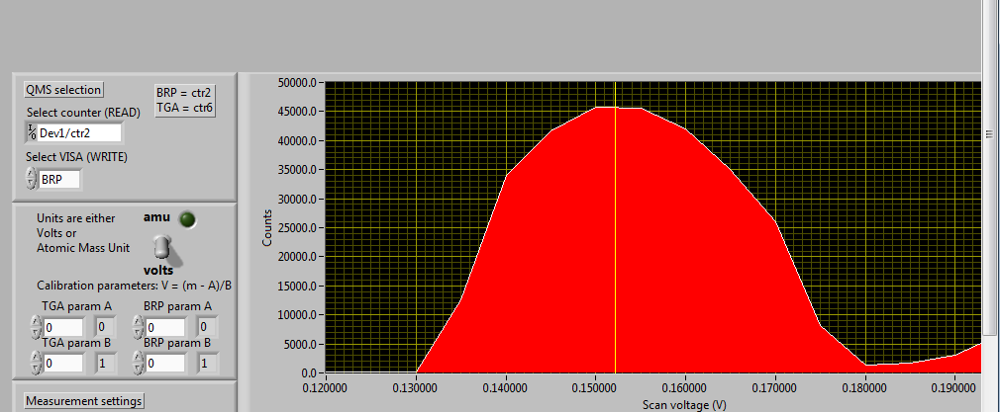 QMS selection
BRP = ctr2
TGA = ctr6
Select counter (READ)
I/O Dev1/ctr2
Select VISA (WRITE)
BRP
Units are either
Volts or
Atomic Mass Unit
amu
volts
Calibration parameters: V = (m - A)/B
TGA param A
BRP param A
0 0 0 0
TGA param B
BRP param B
0 1 0 1
Measurement settings
Counts
50000.0
45000.0
40000.0
35000.0
30000.0
25000.0
20000.0
15000.0
10000.0
5000.0
0.0
0.120000 0.130000 0.140000 0.150000 0.160000 0.170000 0.180000 0.190000
Scan voltage (V)